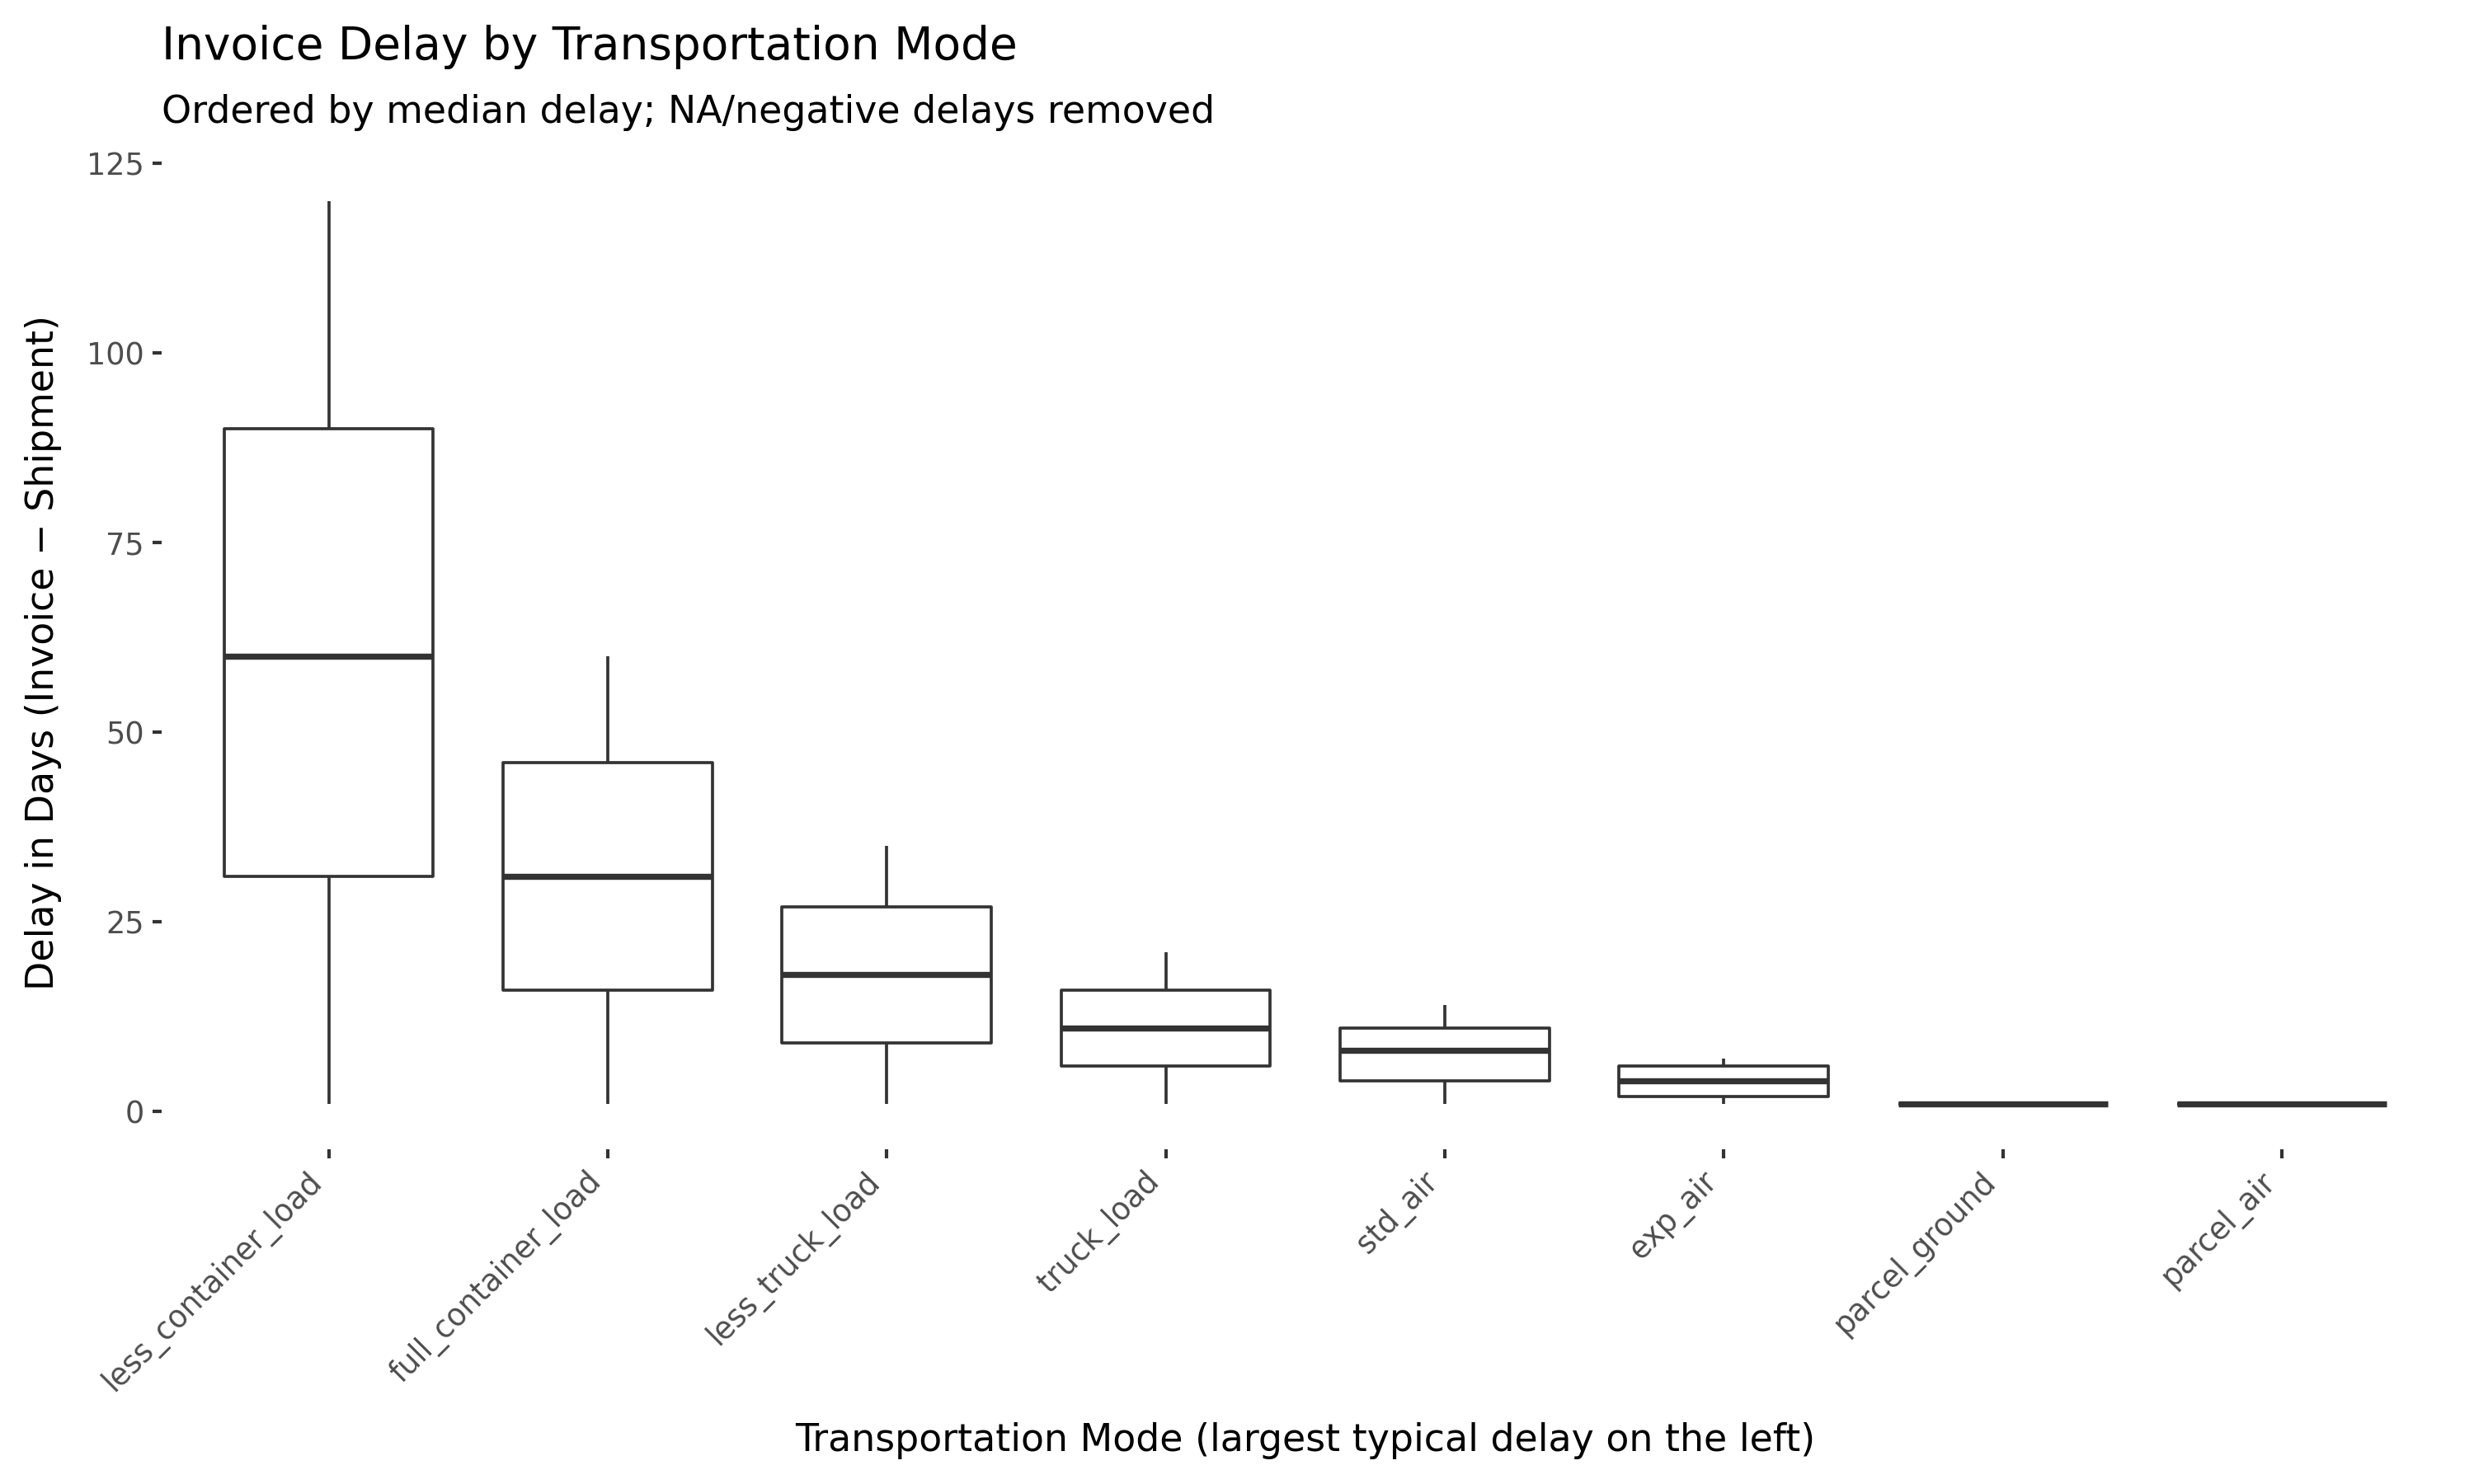 Invoice Delay by Transportation Mode
Ordered by median delay; NA/negative delays removed
Delay in Days (Invoice − Shipment)
125
100
75
50
25
0
less_container_load
full_container_load
less_truck_load
truck_load
std_air
exp_air
parcel_ground
parcel_air
Transportation Mode (largest typical delay on the left)